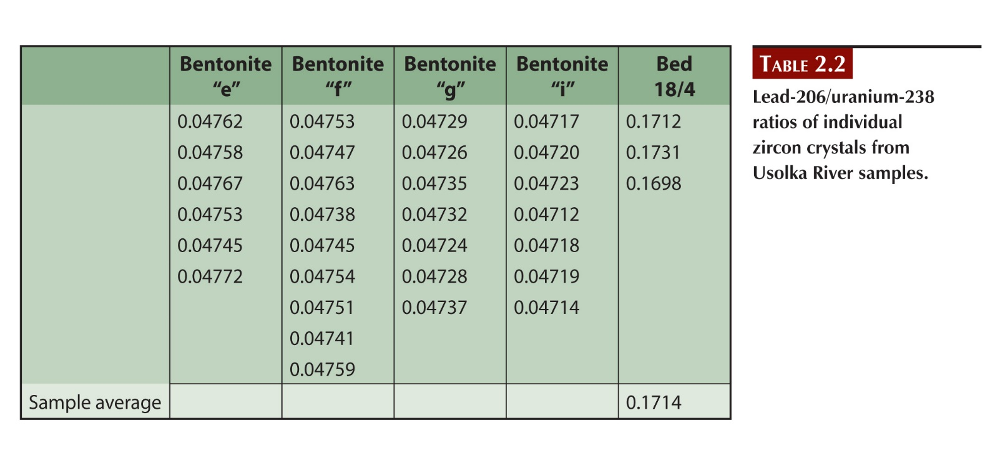 Bentonite "e" Bentonite "f" Bentonite "g" Bentonite "i" Bed 18/4
0.04762 0.04753 0.04729 0.04717 0.1712
0.04758 0.04747 0.04726 0.04720 0.1731
0.04767 0.04763 0.04735 0.04723 0.1698
0.04753 0.04738 0.04732 0.04712
0.04745 0.04745 0.04724 0.04718
0.04772 0.04754 0.04728 0.04719
0.04751 0.04737 0.04714
0.04741
0.04759
Sample average 0.1714
TABLE 2.2
Lead-206/uranium-238
ratios of individual
zircon crystals from
Usolka River samples.